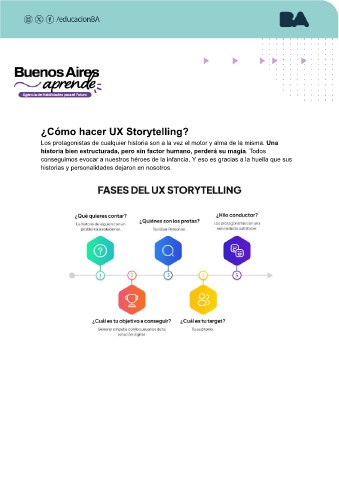 /educacionBA
BA
Buenos Aires
aprende
Agencia de Habilidades para el Futuro
¿Cómo hacer UX Storytelling?
Los protagonistas de cualquier historia son a la vez el motor y alma de la misma. Una
historia bien estructurada, pero sin factor humano, perderá su magia. Todos
conseguimos evocar a nuestros héroes de la infancia. Y eso es gracias a la huella que sus
historias y personalidades dejaron en nosotros.
FASES DEL UX STORYTELLING
¿Qué quieres contar?
La historia de alguien con un
problema a solucionar.
¿Quiénes son los protas?
Tus User Personas
¿Hilo conductor?
Los protagonistas con una
necesidad a satisfacer.
1
2
3
4
5
¿Cuál es tu objetivo a conseguir?
Generar empatía con los usuarios de tu
solución digital.
¿Cuál es tu target?
Tu auditorio.